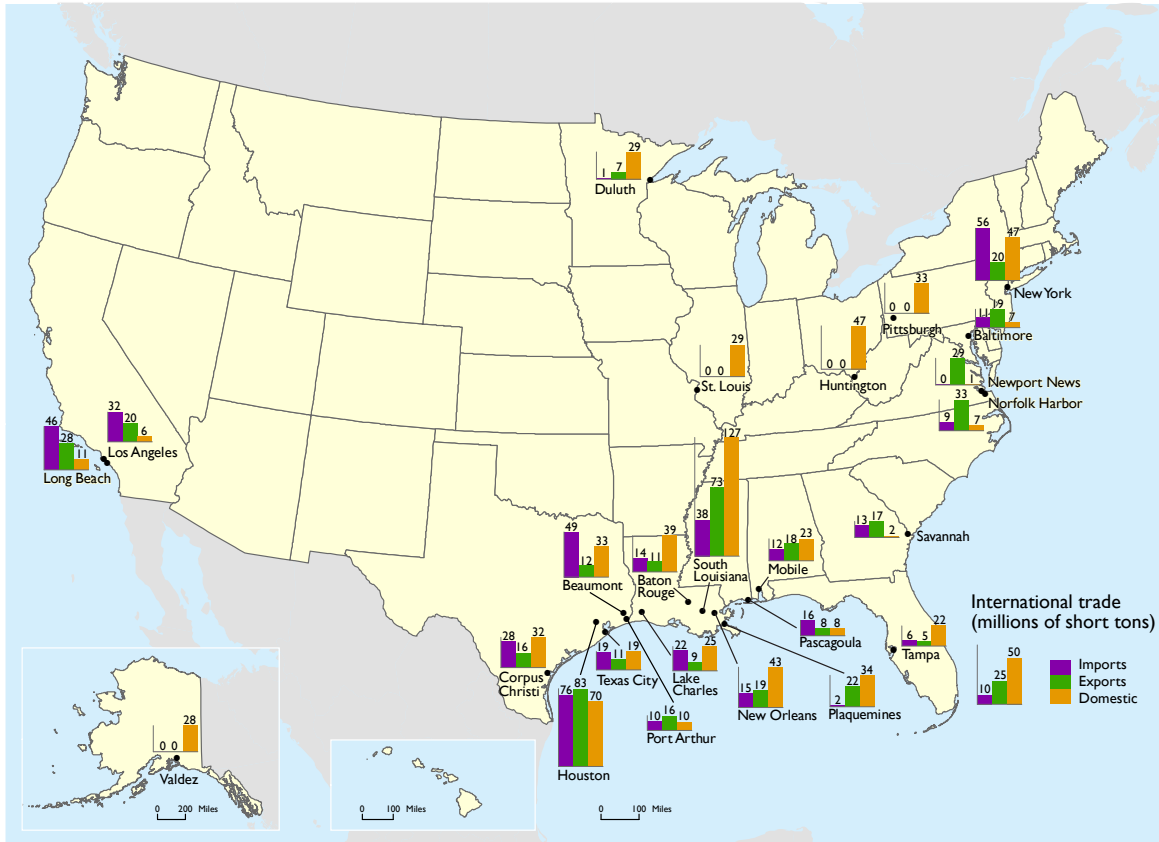 29
7
1
Duluth
56
47
20
New York
33
0 0
Pittsburgh
19
11
7
Baltimore
47
0 0
Huntington
29
0 0
St. Louis
29
0
1
Newport News
33
9
7
Norfolk Harbor
46
28
11
Long Beach
32
20
6
Los Angeles
127
73
38
South
Louisiana
49
12
33
Beaumont
14
11
39
Baton
Rouge
12 18 23
Mobile
13 17
2
Savannah
16
8 8
Pascagoula
6 5
22
Tampa
28
16
32
Corpus
Christi
19
11
19
Texas City
22
9
25
Lake
Charles
15 19
43
New Orleans
2
22
34
Plaquemines
10 16 10
Port Arthur
76 83
70
Houston
28
0 0
Valdez
0 200 Miles
0 100 Miles
0 100 Miles
International trade
(millions of short tons)
50
25
10
Imports
Exports
Domestic